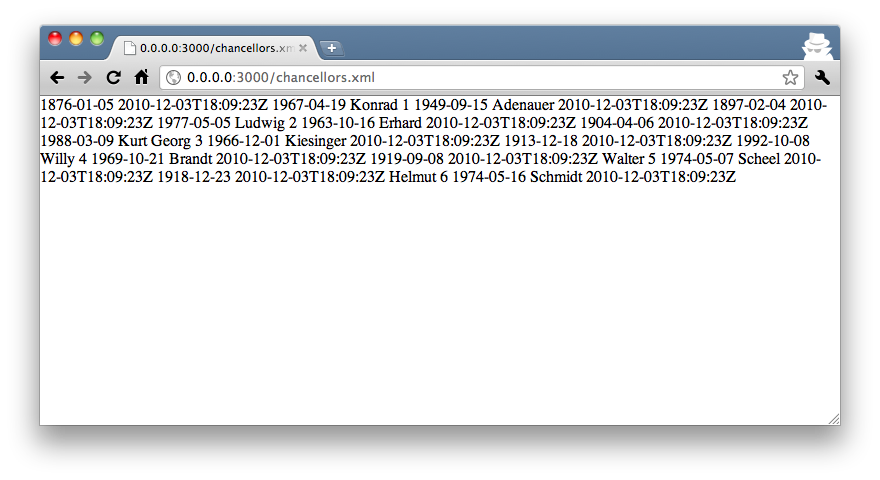 0.0.0.0:3000/chancellors.xm
0.0.0.0:3000/chancellors.xml
1876-01-05 2010-12-03T18:09:23Z 1967-04-19 Konrad 1 1949-09-15 Adenauer 2010-12-03T18:09:23Z 1897-02-04 2010-
12-03T18:09:23Z 1977-05-05 Ludwig 2 1963-10-16 Erhard 2010-12-03T18:09:23Z 1904-04-06 2010-12-03T18:09:23Z
1988-03-09 Kurt Georg 3 1966-12-01 Kiesinger 2010-12-03T18:09:23Z 1913-12-18 2010-12-03T18:09:23Z 1992-10-08
Willy 4 1969-10-21 Brandt 2010-12-03T18:09:23Z 1919-09-08 2010-12-03T18:09:23Z Walter 5 1974-05-07 Scheel 2010-
12-03T18:09:23Z 1918-12-23 2010-12-03T18:09:23Z Helmut 6 1974-05-16 Schmidt 2010-12-03T18:09:23Z